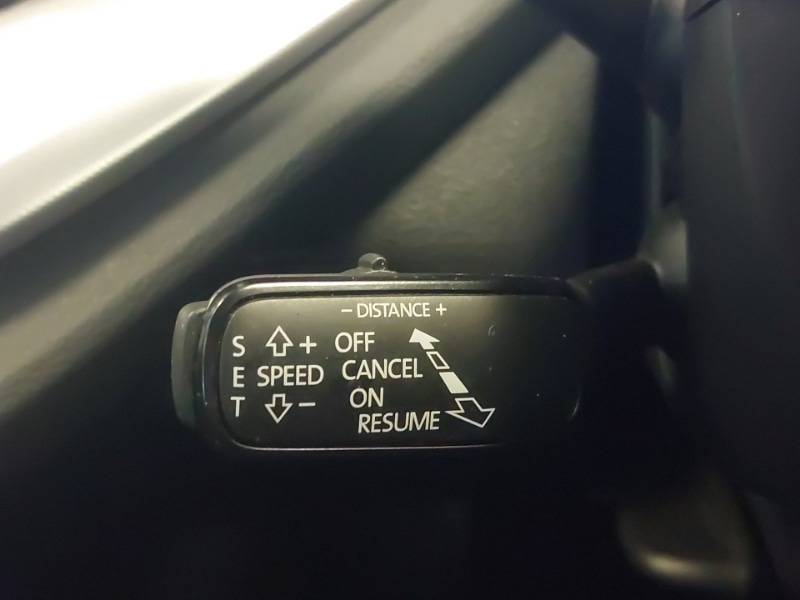 − DISTANCE +
S + OFF
E SPEED CANCEL
T − ON
RESUME